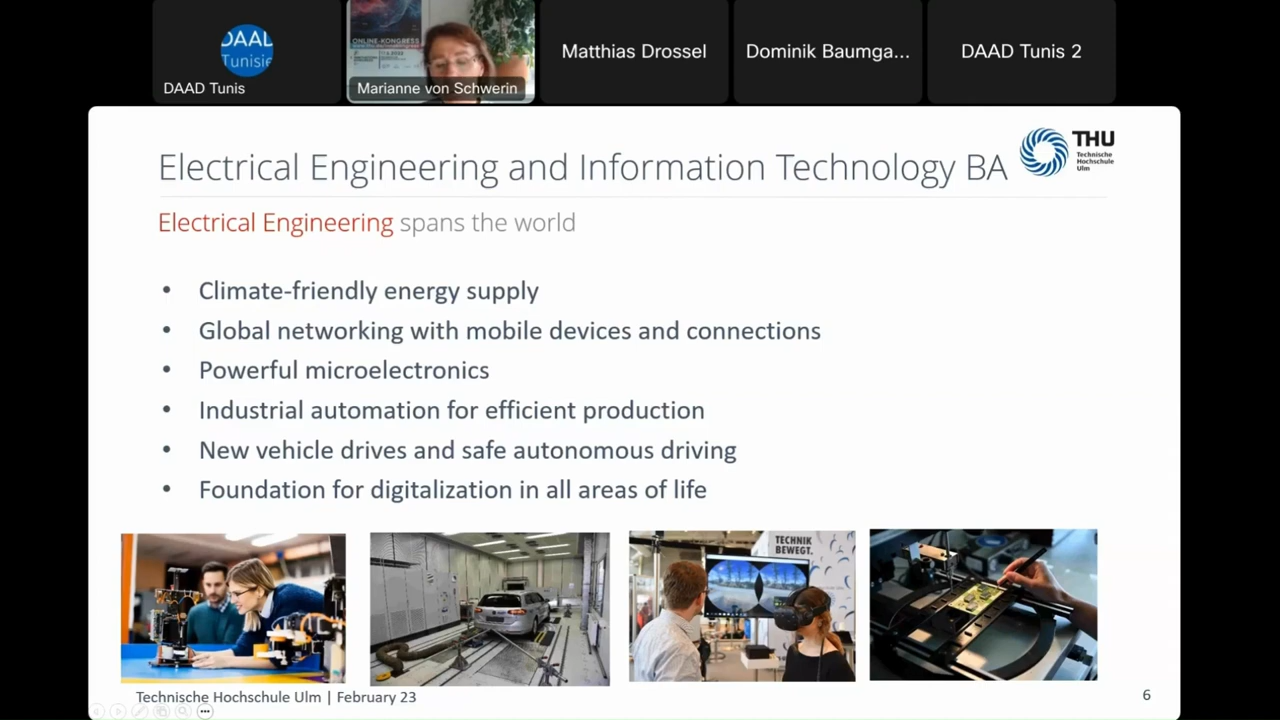 DAAD
Tunisie
DAAD Tunis
ONLINE-KONGRESS
Marianne von Schwerin
Matthias Drossel
Dominik Baumga...
DAAD Tunis 2
Electrical Engineering and Information Technology BA
THU
Technische
Hochschule
Ulm
Electrical Engineering spans the world
• Climate-friendly energy supply
• Global networking with mobile devices and connections
• Powerful microelectronics
• Industrial automation for efficient production
• New vehicle drives and safe autonomous driving
• Foundation for digitalization in all areas of life
TECHNIK
BEWEGT.
Technische Hochschule Ulm | February 23
6